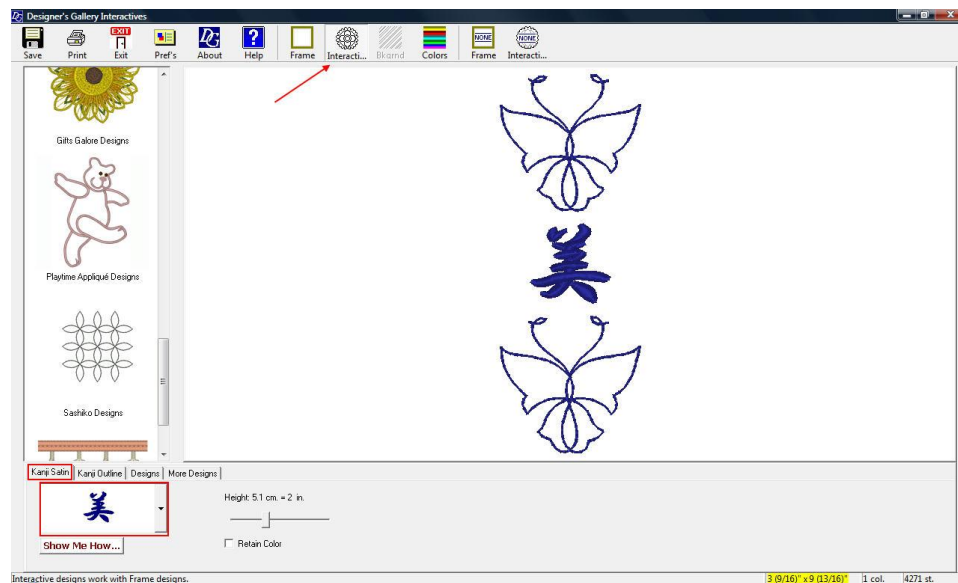 Designer's Gallery Interactives
Save Print EXIT Exit Pref's DG About ? Help Frame Interacti... Bkgrnd Colors NONE Frame NONE Interacti...
Gifts Galore Designs
Playtime Appliqué Designs
Sashiko Designs
美
Kanji Satin Kanji Outline Designs More Designs
美
Height: 5.1 cm. = 2 in.
Show Me How...
Retain Color
Interactive designs work with Frame designs. 3 (9/16)" x 9 (13/16)" 1 col. 4271 st.